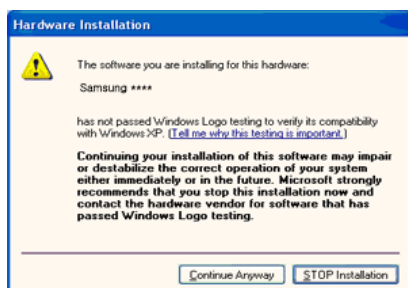 Hardware Installation
The software you are installing for this hardware:
Samsung ****
has not passed Windows Logo testing to verify its compatibility
with Windows XP. (Tell me why this testing is important.)
Continuing your installation of this software may impair
or destabilize the correct operation of your system
either immediately or in the future. Microsoft strongly
recommends that you stop this installation now and
contact the hardware vendor for software that has
passed Windows Logo testing.
Continue Anyway
STOP Installation